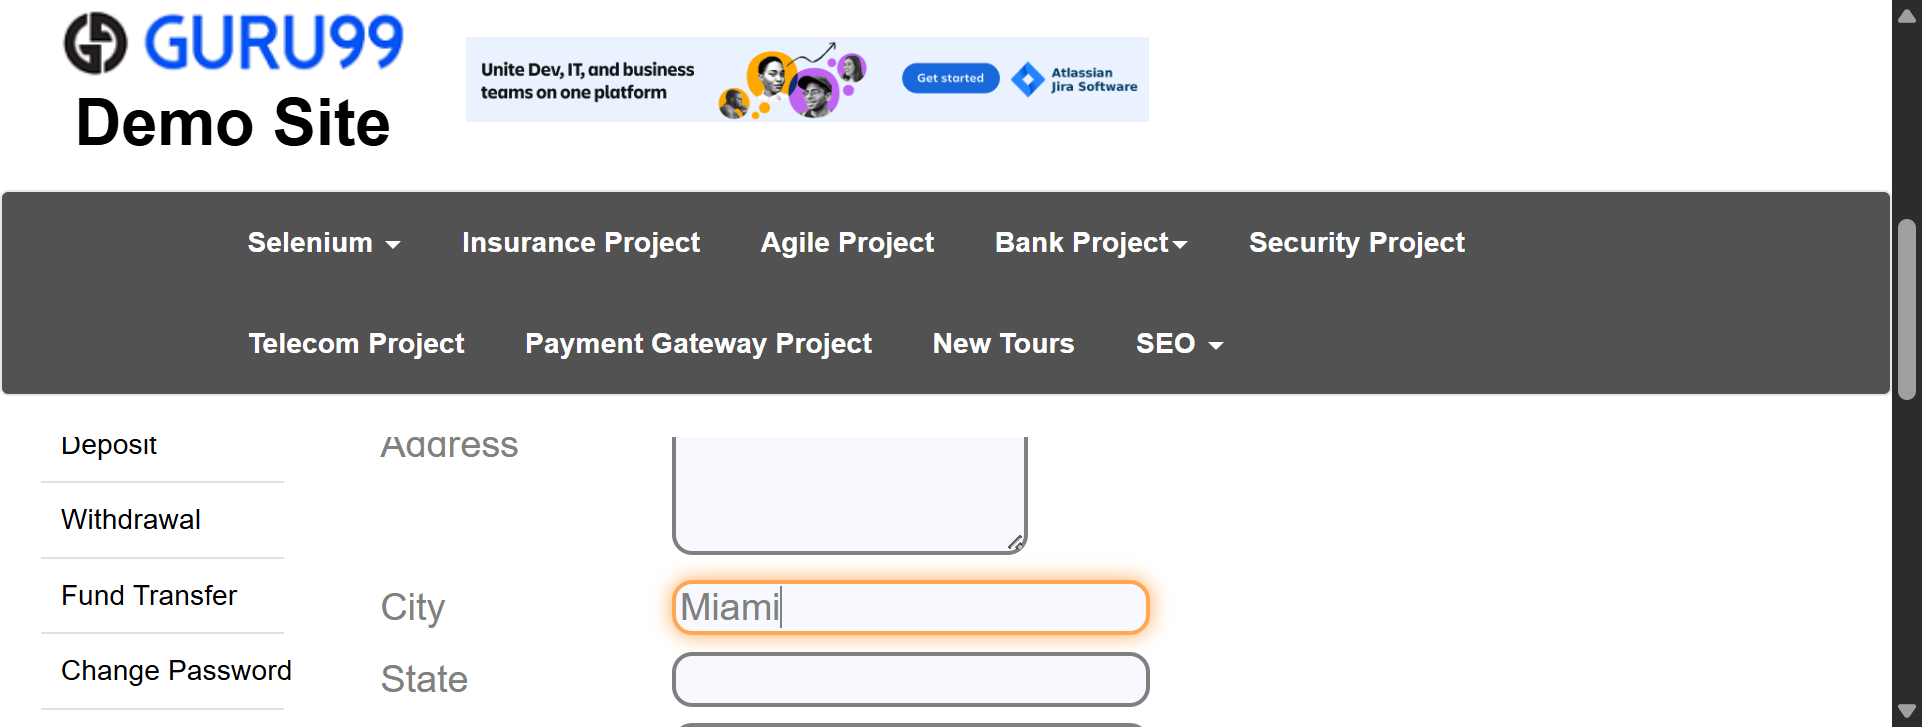 GURU99
Demo Site
Unite Dev, IT, and business
teams on one platform
Get started
Atlassian
Jira Software
Selenium
Insurance Project
Agile Project
Bank Project
Security Project
Telecom Project
Payment Gateway Project
New Tours
SEO
Deposit
Address
Withdrawal
Fund Transfer
City
Miami
Change Password
State